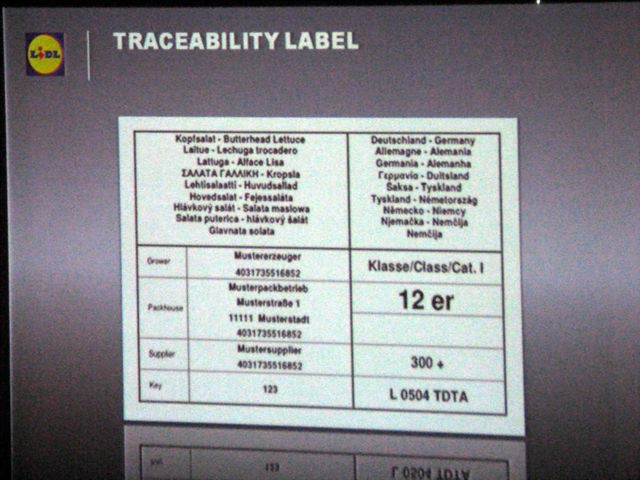 LiDL
TRACEABILITY LABEL
Kopfsalat - Butterhead Lettuce
Laitue - Lechuga trocadero
Lattuga - Alface Lisa
ΣΑΛΑΤΑ ΓΑΛΛΙΚΗ - Kropsla
Lehtisalaatti - Huvudsallad
Hovedsalat - Fejessaláta
Hlávkový salát - Salata maslowa
Salata puterica - hlávkový šalát
Glavnata solata
Deutschland - Germany
Allemagne - Alemania
Germania - Alemanha
Γερμανία - Duitsland
Saksa - Tyskland
Tyskland - Németország
Německo - Niemcy
Njemačka - Nemčija
Nemčija
Grower
Mustererzeuger
4031735516852
Klasse/Class/Cat. I
Packhouse
Musterpackbetrieb
Musterstraße 1
11111 Musterstadt
4031735516852
12 er
Supplier
Mustersupplier
4031735516852
300 +
Key
123
L 0504 TDTA